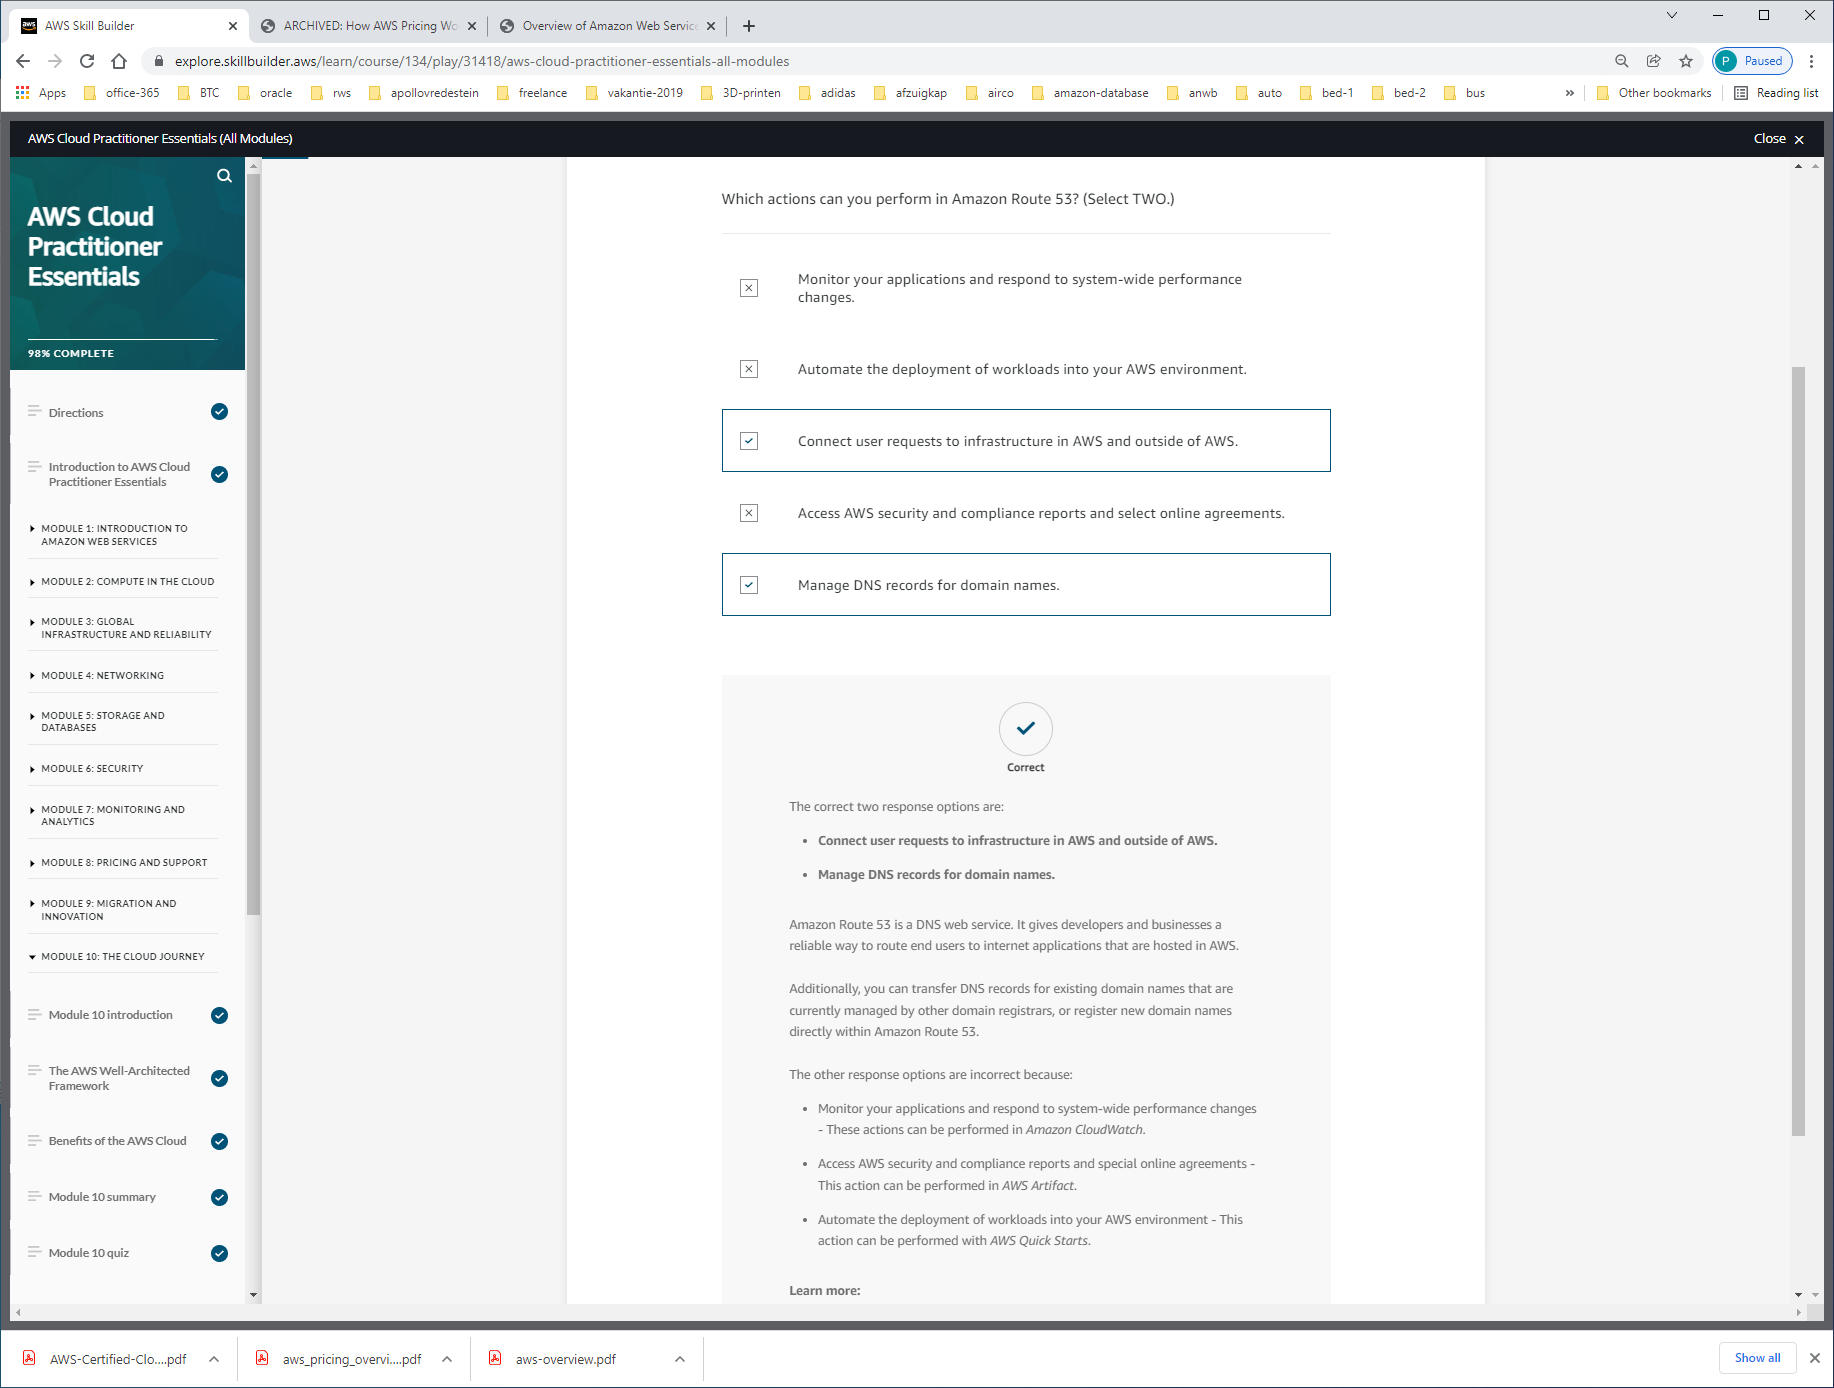 AWS Skill Builder
ARCHIVED: How AWS Pricing Wo
Overview of Amazon Web Service
explore.skillbuilder.aws/learn/course/134/play/31418/aws-cloud-practitioner-essentials-all-modules
P Paused
Apps office-365 BTC oracle rws apollovredestein freelance vakantie-2019 3D-printen adidas afzuigkap airco amazon-database anwb auto bed-1 bed-2 bus » Other bookmarks Reading list
AWS Cloud Practitioner Essentials (All Modules)
Close
AWS Cloud
Practitioner
Essentials
98% COMPLETE
Directions
Introduction to AWS Cloud
Practitioner Essentials
MODULE 1: INTRODUCTION TO
AMAZON WEB SERVICES
MODULE 2: COMPUTE IN THE CLOUD
MODULE 3: GLOBAL
INFRASTRUCTURE AND RELIABILITY
MODULE 4: NETWORKING
MODULE 5: STORAGE AND
DATABASES
MODULE 6: SECURITY
MODULE 7: MONITORING AND
ANALYTICS
MODULE 8: PRICING AND SUPPORT
MODULE 9: MIGRATION AND
INNOVATION
MODULE 10: THE CLOUD JOURNEY
Module 10 introduction
The AWS Well-Architected
Framework
Benefits of the AWS Cloud
Module 10 summary
Module 10 quiz
Which actions can you perform in Amazon Route 53? (Select TWO.)
Monitor your applications and respond to system-wide performance
changes.
Automate the deployment of workloads into your AWS environment.
Connect user requests to infrastructure in AWS and outside of AWS.
Access AWS security and compliance reports and select online agreements.
Manage DNS records for domain names.
Correct
The correct two response options are:
• Connect user requests to infrastructure in AWS and outside of AWS.
• Manage DNS records for domain names.
Amazon Route 53 is a DNS web service. It gives developers and businesses a
reliable way to route end users to internet applications that are hosted in AWS.
Additionally, you can transfer DNS records for existing domain names that are
currently managed by other domain registrars, or register new domain names
directly within Amazon Route 53.
The other response options are incorrect because:
• Monitor your applications and respond to system-wide performance changes
- These actions can be performed in Amazon CloudWatch.
• Access AWS security and compliance reports and special online agreements -
This action can be performed in AWS Artifact.
• Automate the deployment of workloads into your AWS environment - This
action can be performed with AWS Quick Starts.
Learn more:
AWS-Certified-Clo....pdf
aws_pricing_overvi....pdf
aws-overview.pdf
Show all